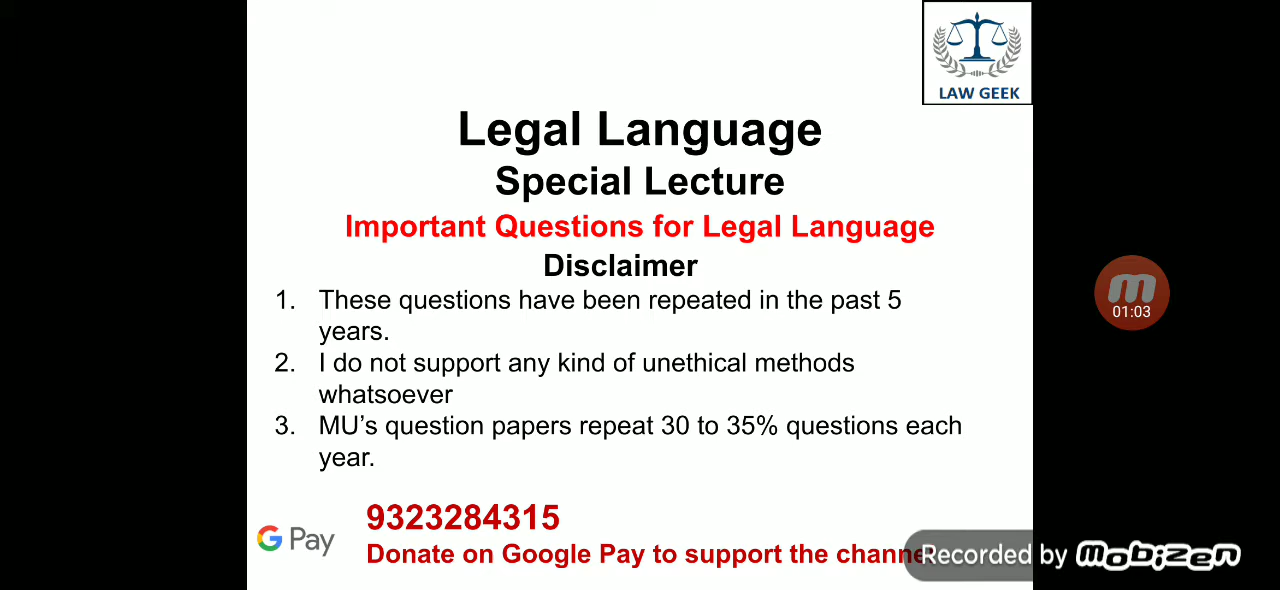 LAW GEEK
Legal Language
Special Lecture
Important Questions for Legal Language
Disclaimer
1. These questions have been repeated in the past 5
years.
2. I do not support any kind of unethical methods
whatsoever
3. MU's question papers repeat 30 to 35% questions each
year.
01:03
9323284315
G Pay
Donate on Google Pay to support the channe
Recorded by mobizen